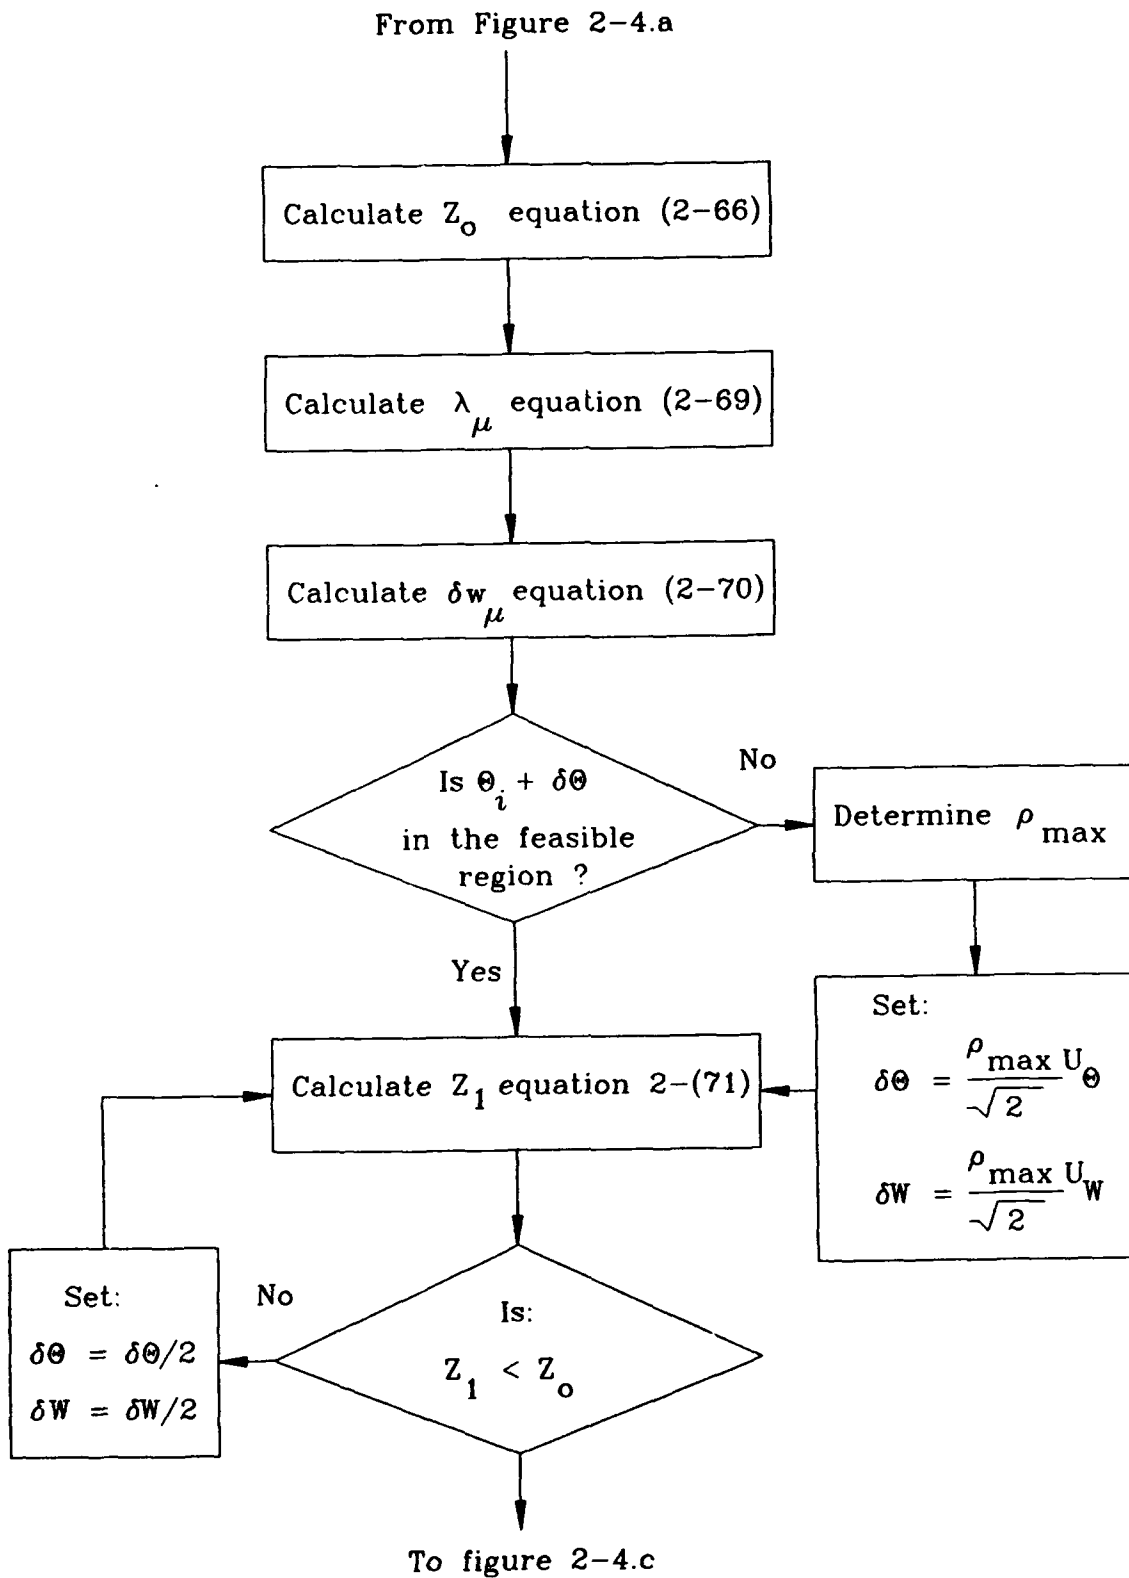 From Figure 2-4.a
Calculate Z_o equation (2-66)
Calculate λ_μ equation (2-69)
Calculate δw_μ equation (2-70)
Is Θ_i + δΘ
in the feasible
region ?
No
Determine ρ_max
Yes
Set:
δΘ = ρ_max/√2 U_Θ
δW = ρ_max/√2 U_W
Calculate Z_1 equation 2-(71)
Is:
Z_1 < Z_o
No
Set:
δΘ = δΘ/2
δW = δW/2
To figure 2-4.c